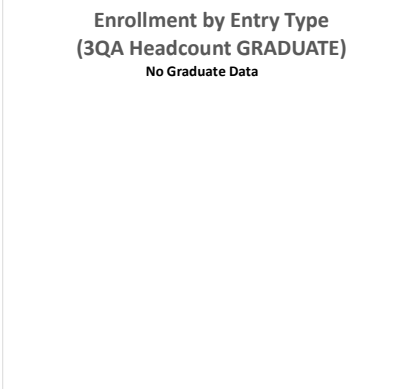 Enrollment by Entry Type
(3QA Headcount GRADUATE)
No Graduate Data